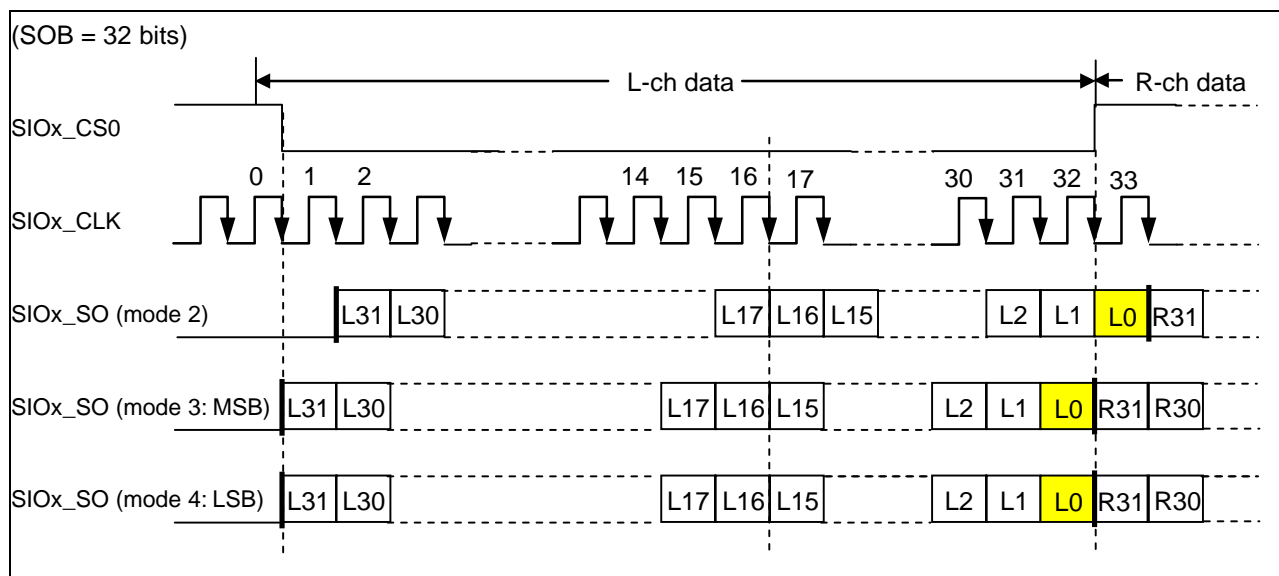 (SOB = 32 bits)
L-ch data R-ch data
SIOx_CS0
0 1 2 14 15 16 17 30 31 32 33
SIOx_CLK
SIOx_SO (mode 2) L31 L30 L17 L16 L15 L2 L1 L0 R31
SIOx_SO (mode 3: MSB) L31 L30 L17 L16 L15 L2 L1 L0 R31 R30
SIOx_SO (mode 4: LSB) L31 L30 L17 L16 L15 L2 L1 L0 R31 R30